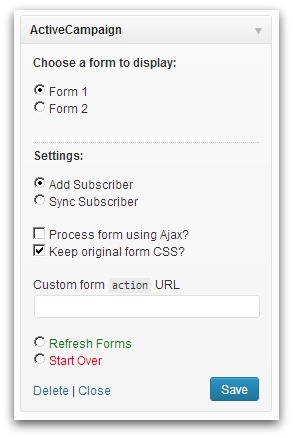 ActiveCampaign
Choose a form to display:
Form 1
Form 2
Settings:
Add Subscriber
Sync Subscriber
Process form using Ajax?
Keep original form CSS?
Custom form action URL
Refresh Forms
Start Over
Delete | Close
Save